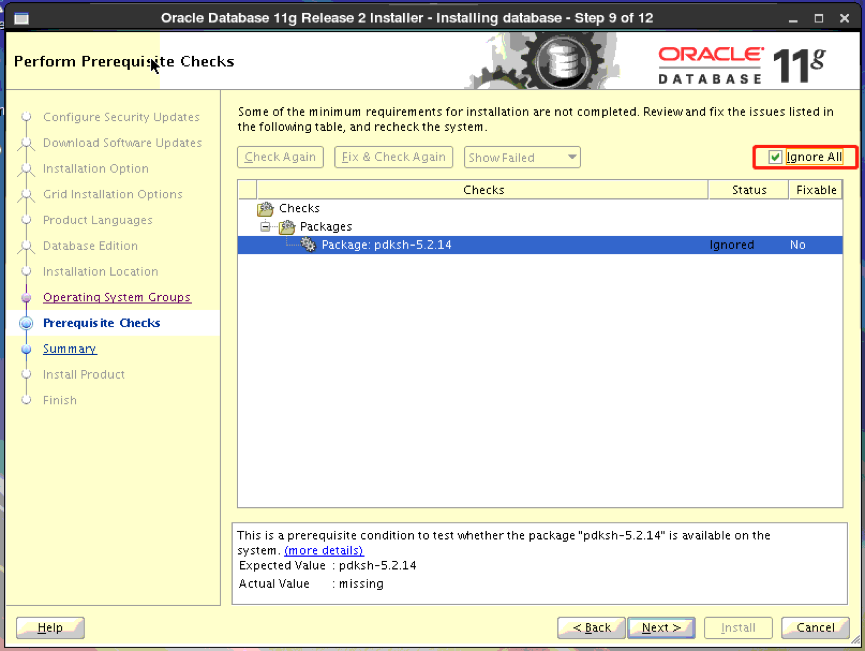 Oracle Database 11g Release 2 Installer - Installing database - Step 9 of 12
Perform Prerequisite Checks
ORACLE
DATABASE
11g
Configure Security Updates
Download Software Updates
Installation Option
Grid Installation Options
Product Languages
Database Edition
Installation Location
Operating System Groups
Prerequisite Checks
Summary
Install Product
Finish
Some of the minimum requirements for installation are not completed. Review and fix the issues listed in
the following table, and recheck the system.
Check Again
Fix & Check Again
Show Failed
Ignore All
Checks Status Fixable
Checks
Packages
Package: pdksh-5.2.14 Ignored No
This is a prerequisite condition to test whether the package "pdksh-5.2.14" is available on the
system. (more details)
Expected Value : pdksh-5.2.14
Actual Value : missing
Help
< Back
Next >
Install
Cancel